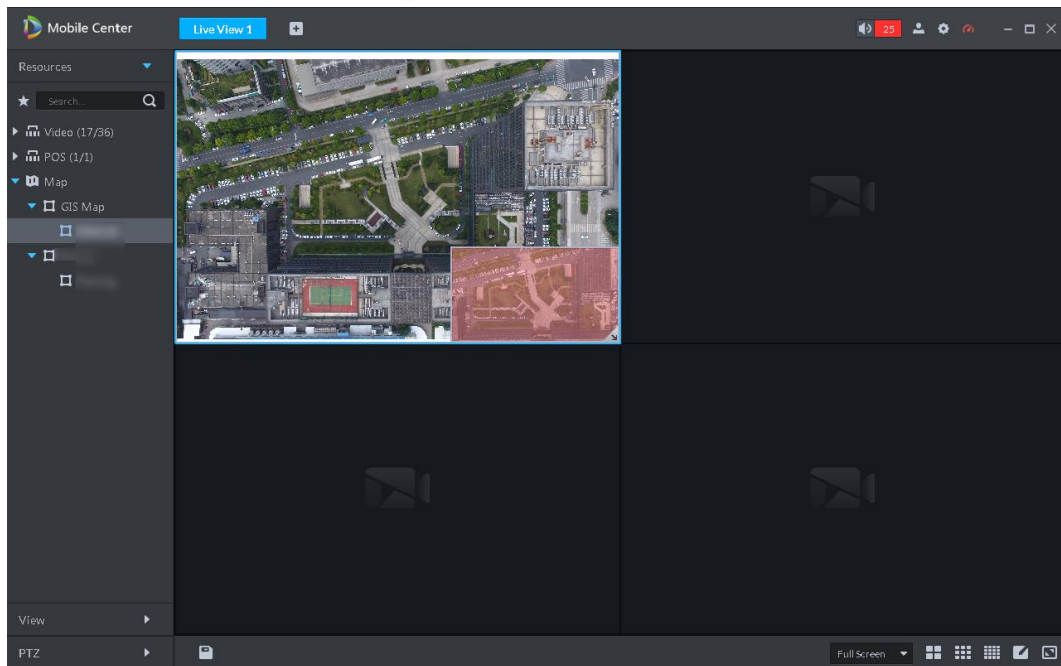 Mobile Center
Live View 1
25
Resources
Search...
Video (17/36)
POS (1/1)
Map
GIS Map
View
PTZ
Full Screen